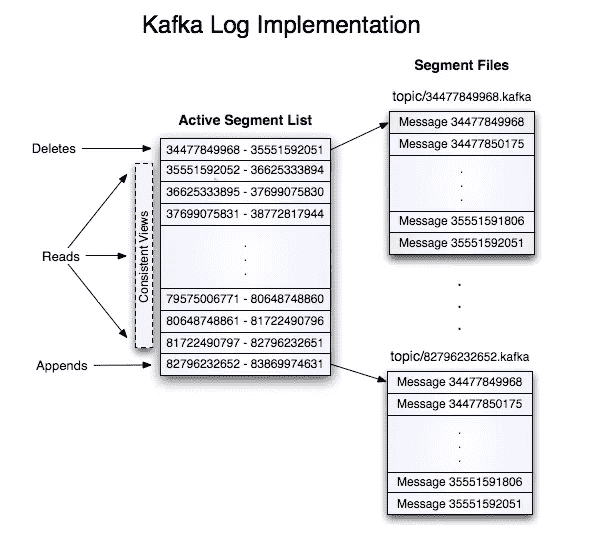 Kafka Log Implementation
Segment Files
topic/34477849968.kafka
Active Segment List
Message 34477849968
Deletes
34477849968 - 35551592051
Message 34477850175
35551592052 - 36625333894
.
36625333895 - 37699075830
.
37699075831 - 38772817944
.
Message 35551591806
Reads
Consistent Views
.
Message 35551592051
.
.
.
79575006771 - 80648748860
.
80648748861 - 81722490796
.
81722490797 - 82796232651
topic/82796232652.kafka
Appends
82796232652 - 83869974631
Message 34477849968
Message 34477850175
.
.
.
Message 35551591806
Message 35551592051